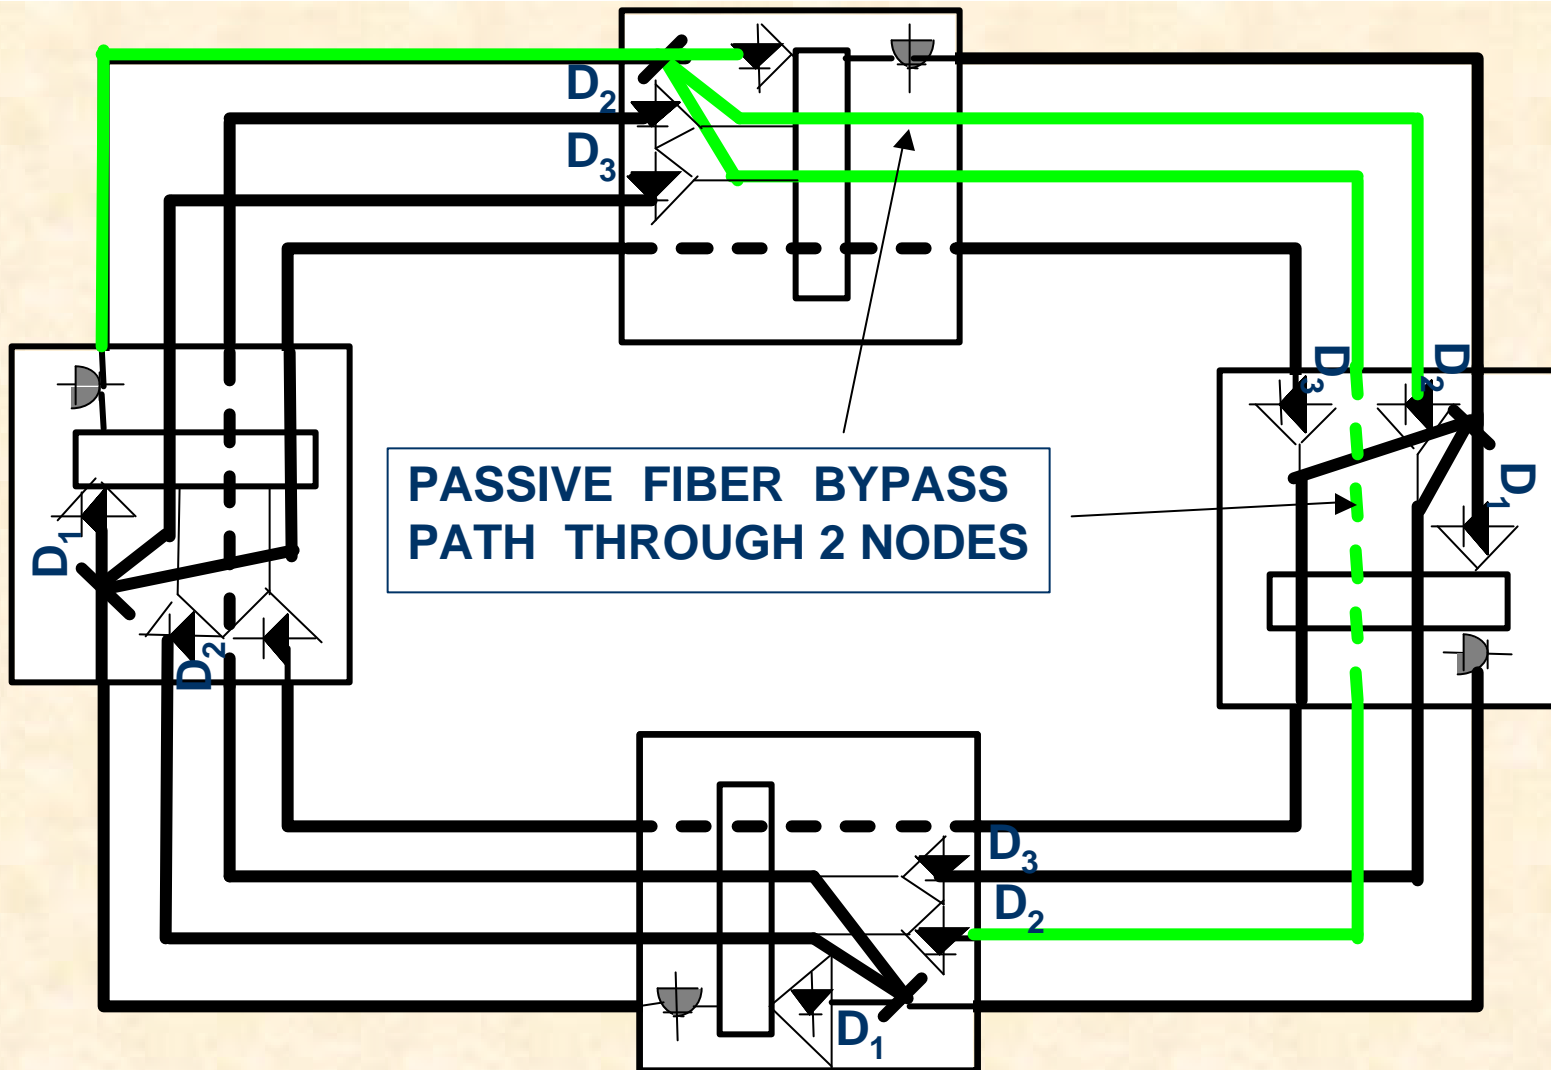 D2
D3
D3
D2
D1
PASSIVE FIBER BYPASS
PATH THROUGH 2 NODES
D1
D2
D3
D2
D1